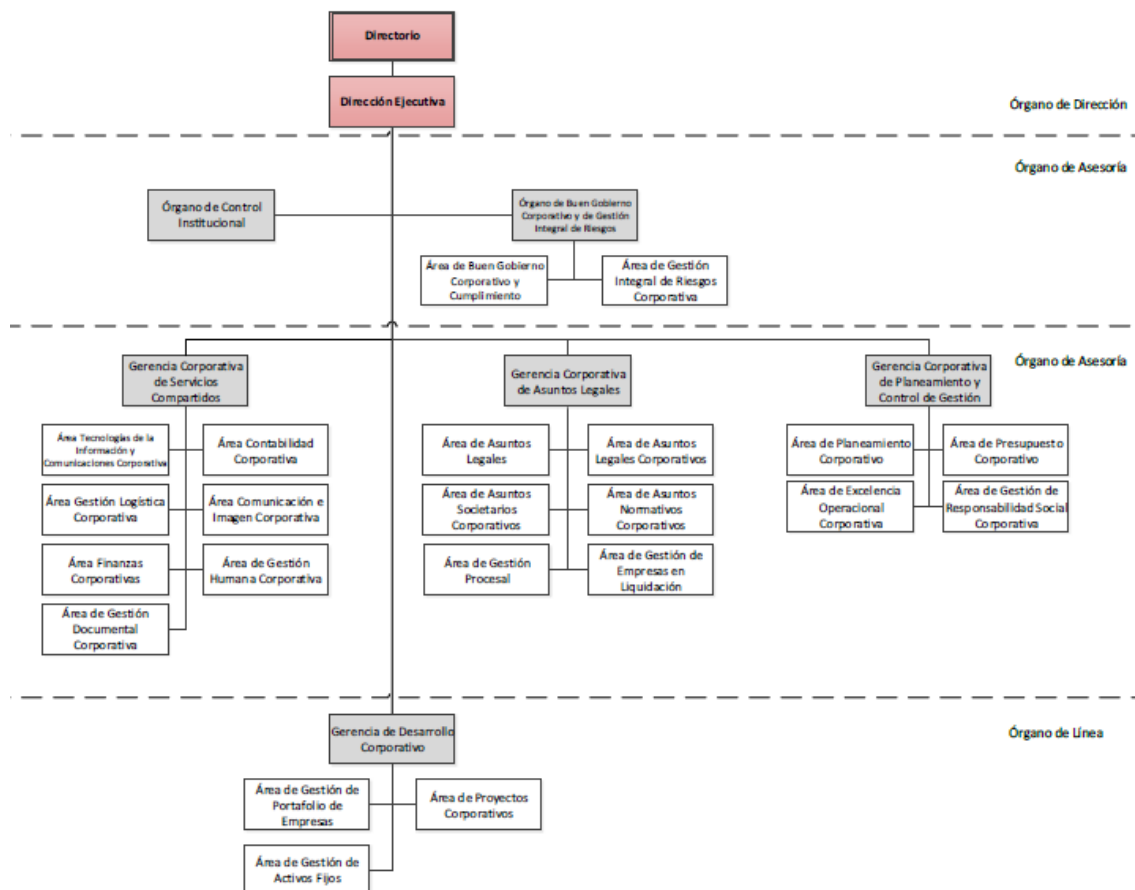 Directorio
Dirección Ejecutiva
Órgano de Dirección
Órgano de Asesoría
Órgano de Control
Institucional
Órgano de Buen Gobierno
Corporativo y de Gestión
Integral de Riesgos
Área de Buen Gobierno
Corporativo y
Cumplimiento
Área de Gestión
Integral de Riesgos
Corporativa
Órgano de Asesoría
Gerencia Corporativa
de Servicios
Compartidos
Gerencia Corporativa
de Asuntos Legales
Gerencia Corporativa
de Planeamiento y
Control de Gestión
Área Tecnologías de la
Información y
Comunicaciones Corporativa
Área Contabilidad
Corporativa
Área Gestión Logística
Corporativa
Área Comunicación e
Imagen Corporativa
Área Finanzas
Corporativas
Área de Gestión
Humana Corporativa
Área de Gestión
Documental
Corporativa
Área de Asuntos
Legales
Área de Asuntos
Legales Corporativos
Área de Asuntos
Societarios
Corporativos
Área de Asuntos
Normativos
Corporativos
Área de Gestión
Procesal
Área de Gestión de
Empresas en
Liquidación
Área de Planeamiento
Corporativo
Área de Presupuesto
Corporativo
Área de Excelencia
Operacional
Corporativa
Área de Gestión de
Responsabilidad Social
Corporativa
Órgano de Línea
Gerencia de Desarrollo
Corporativo
Área de Gestión de
Portafolio de
Empresas
Área de Proyectos
Corporativos
Área de Gestión de
Activos Fijos